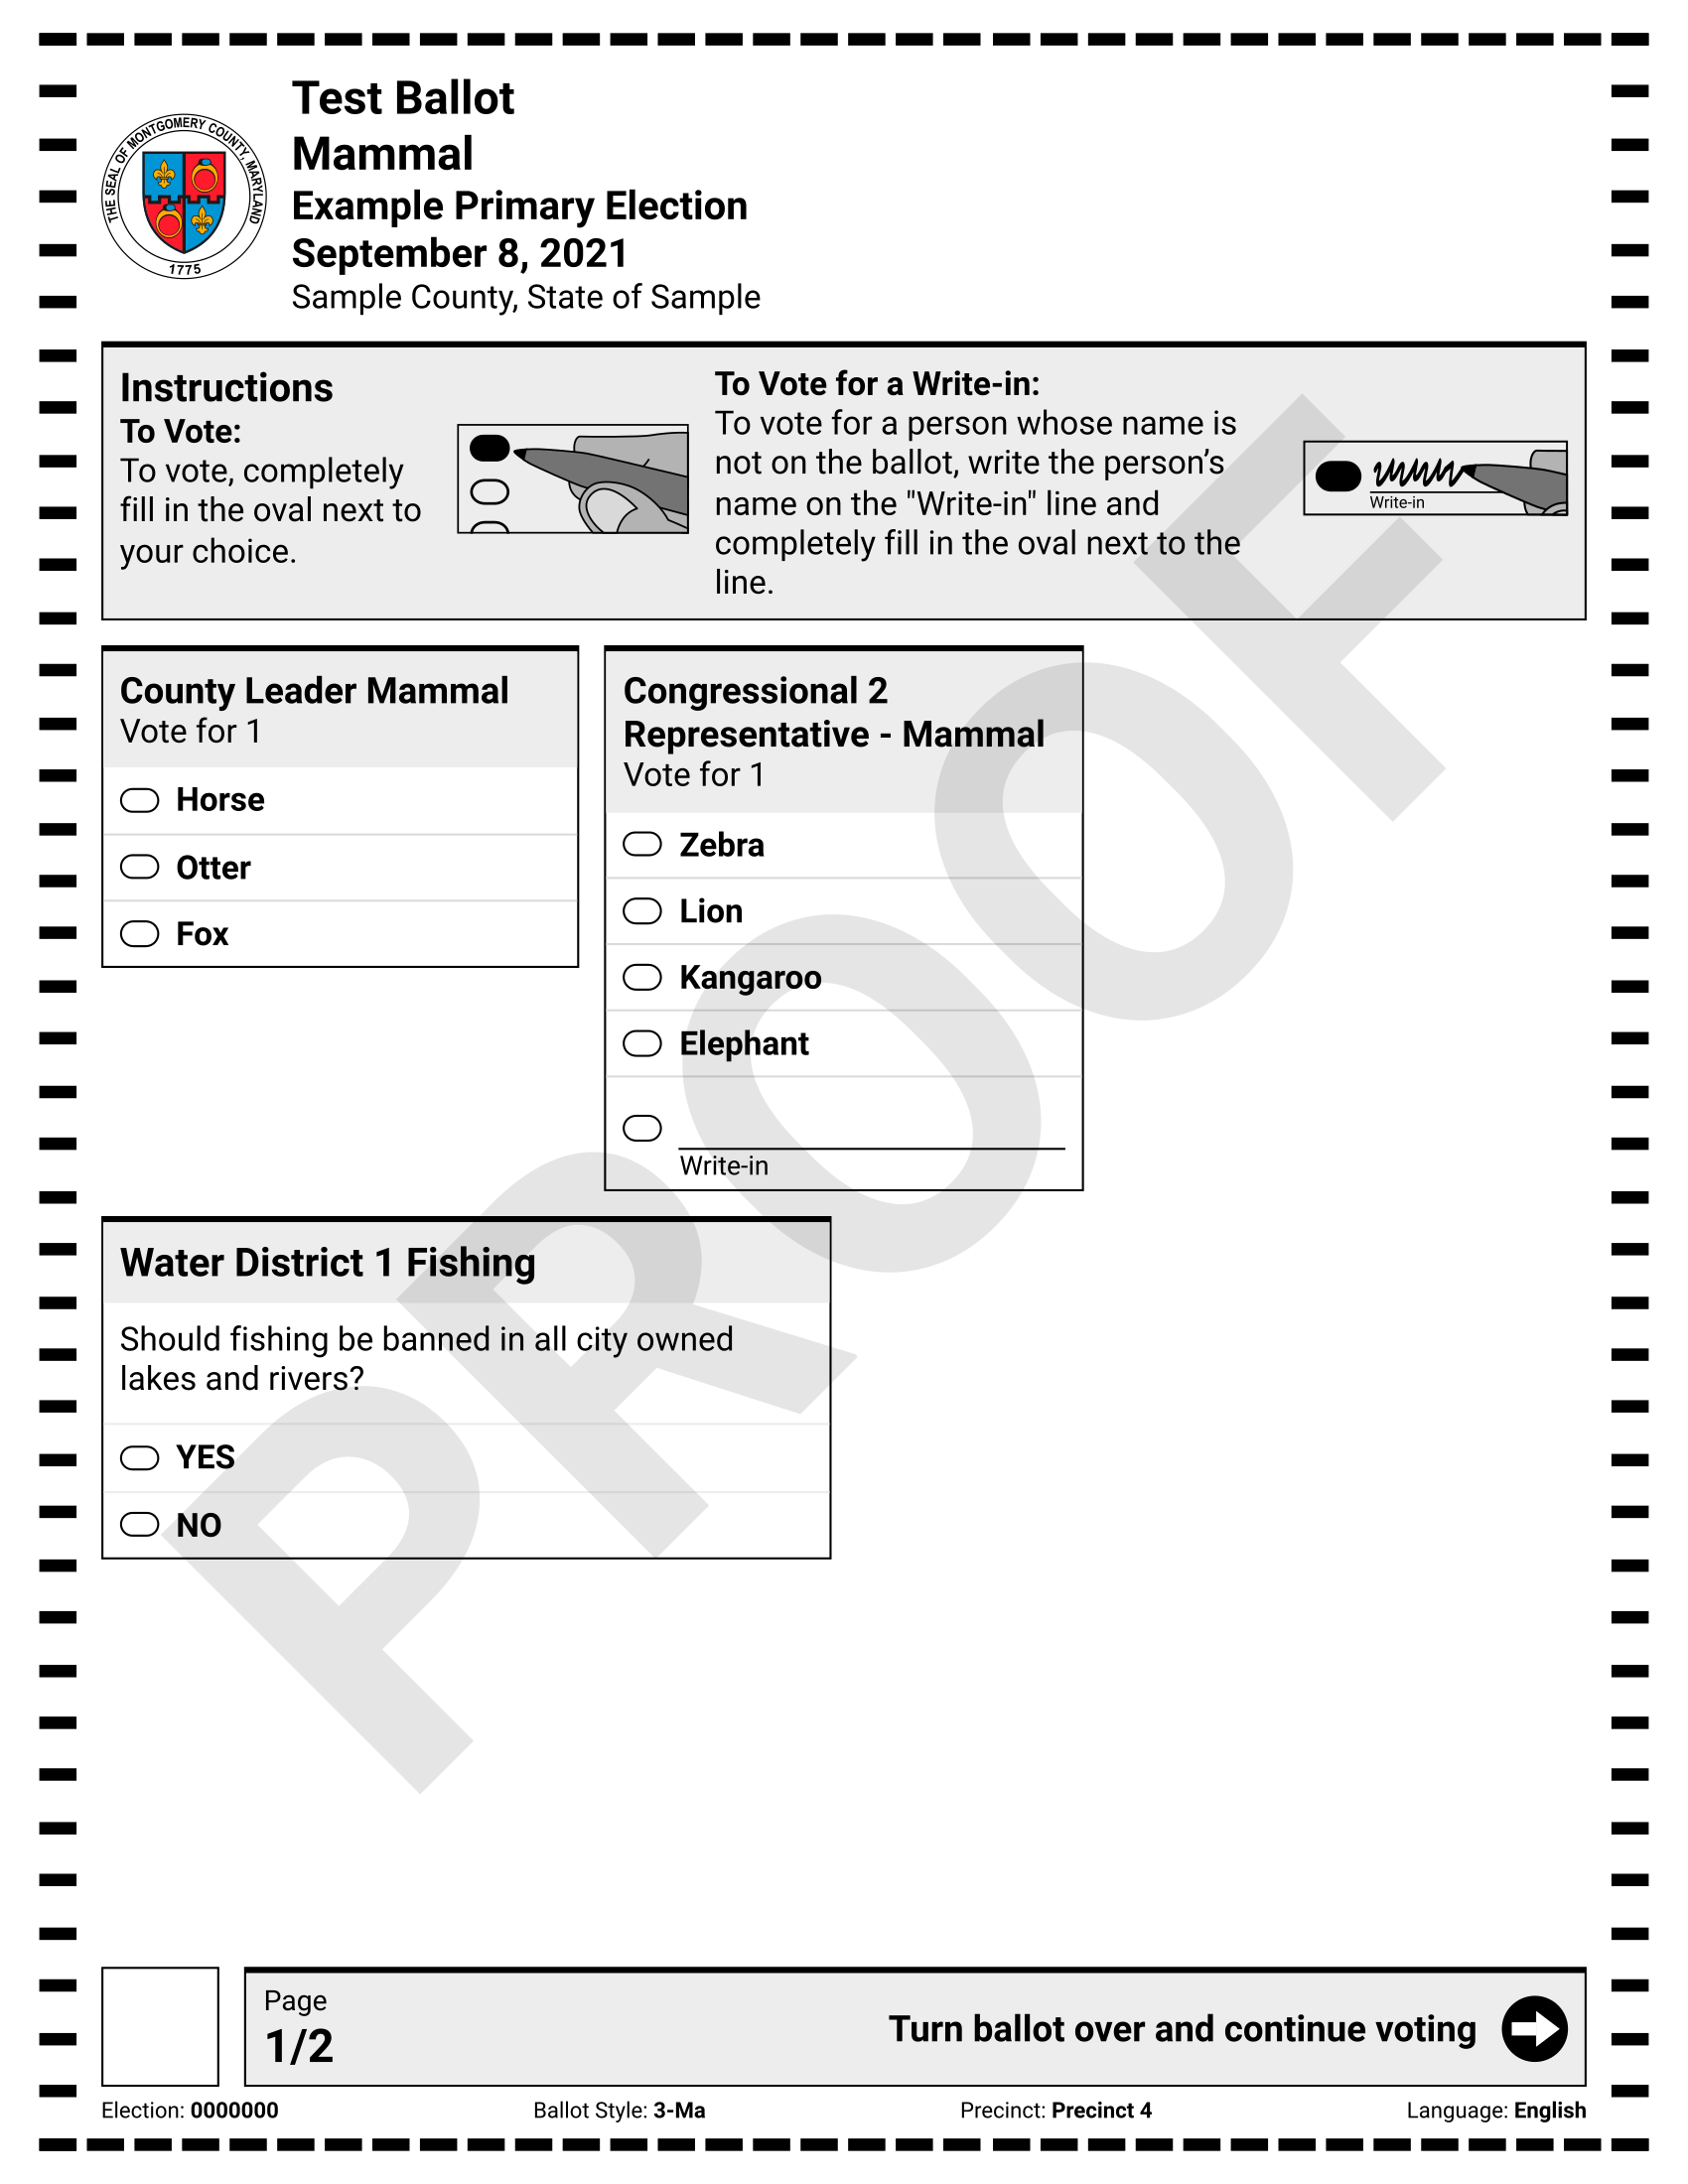 THE SEAL OF MONTGOMERY COUNTY, MARYLAND
1775
Test Ballot
Mammal
Example Primary Election
September 8, 2021
Sample County, State of Sample
Instructions
To Vote:
To vote, completely
fill in the oval next to
your choice.
To Vote for a Write-in:
To vote for a person whose name is
not on the ballot, write the person’s
name on the "Write-in" line and
completely fill in the oval next to the
line.
Write-in
County Leader Mammal
Vote for 1
Horse
Otter
Fox
Congressional 2
Representative - Mammal
Vote for 1
Zebra
Lion
Kangaroo
Elephant
Write-in
Water District 1 Fishing
Should fishing be banned in all city owned
lakes and rivers?
YES
NO
PROOF
Page
1/2
Turn ballot over and continue voting
Election: 0000000 Ballot Style: 3-Ma Precinct: Precinct 4 Language: English